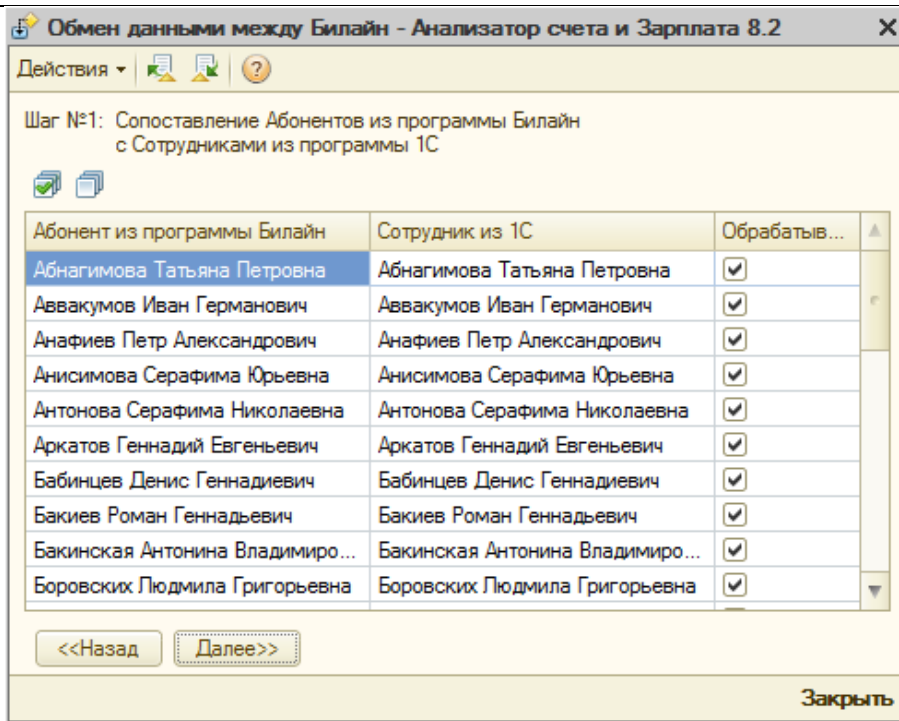 Обмен данными между Билайн - Анализатор счета и Зарплата 8.2
Действия
Шаг №1: Сопоставление Абонентов из программы Билайн
с Сотрудниками из программы 1С
Абонент из программы Билайн Сотрудник из 1С Обрабатыв...
Абнагимова Татьяна Петровна Абнагимова Татьяна Петровна
Аввакумов Иван Германович Аввакумов Иван Германович
Анафиев Петр Александрович Анафиев Петр Александрович
Анисимова Серафима Юрьевна Анисимова Серафима Юрьевна
Антонова Серафима Николаевна Антонова Серафима Николаевна
Аркатов Геннадий Евгеньевич Аркатов Геннадий Евгеньевич
Бабинцев Денис Геннадиевич Бабинцев Денис Геннадиевич
Бакиев Роман Геннадьевич Бакиев Роман Геннадьевич
Бакинская Антонина Владимиро... Бакинская Антонина Владимиро...
Боровских Людмила Григорьевна Боровских Людмила Григорьевна
<<Назад Далее>>
Закрыть